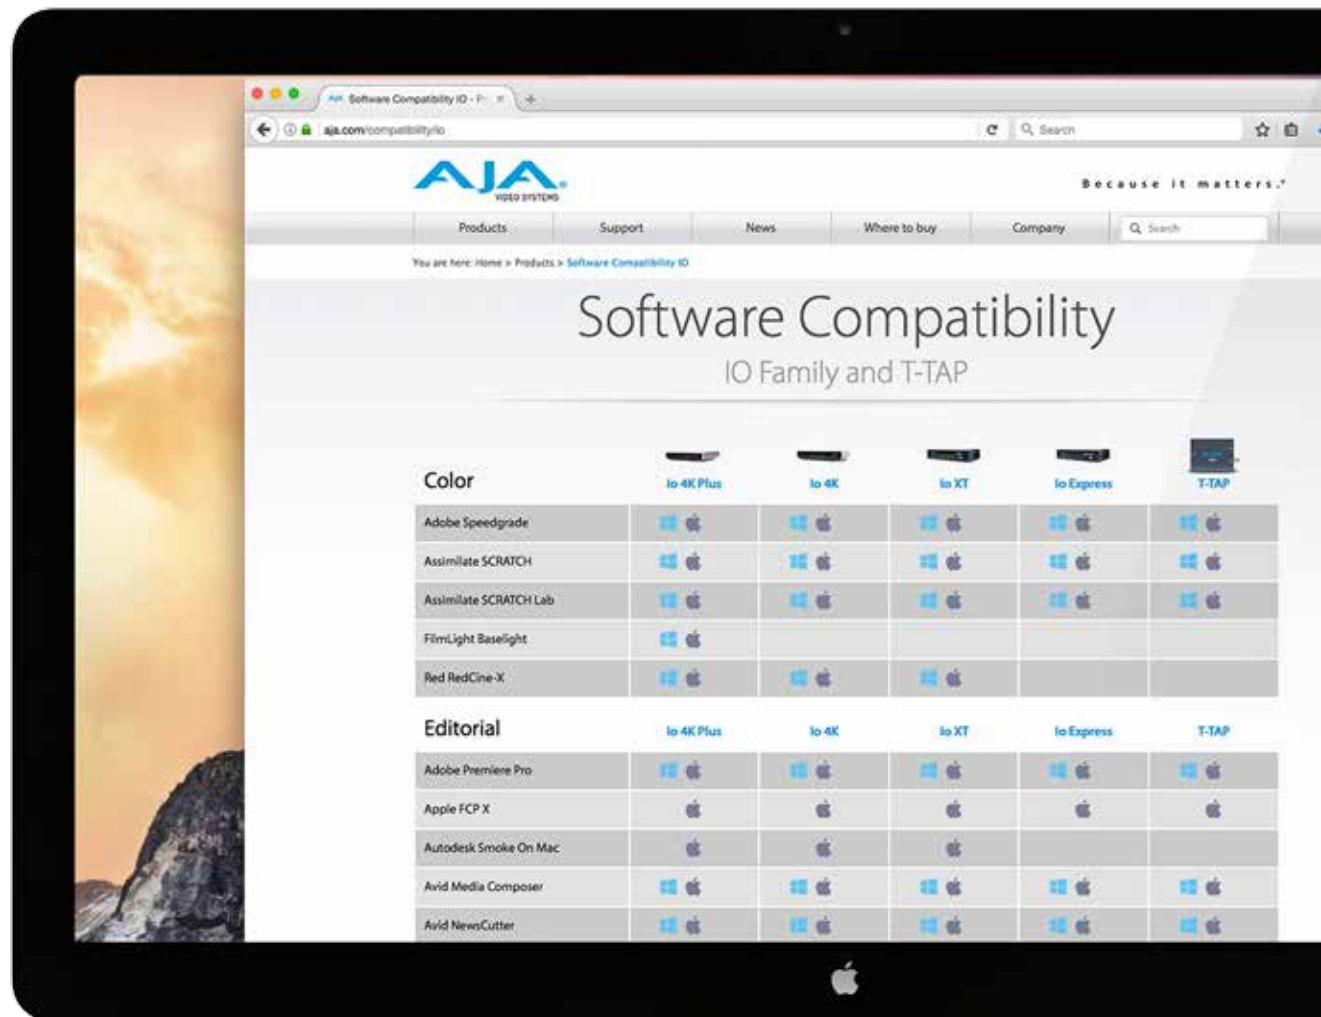 AJA Software Compatibility IO - Pr
aja.com/compatibility/io
Search
AJA
VIDEO SYSTEMS
Because it matters.
Products Support News Where to buy Company Search
You are here: Home > Products > Software Compatibility IO
Software Compatibility
IO Family and T-TAP
Color Io 4K Plus Io 4K Io XT Io Express T-TAP
Adobe Speedgrade
Assimilate SCRATCH
Assimilate SCRATCH Lab
FilmLight Baselight
Red RedCine-X
Editorial Io 4K Plus Io 4K Io XT Io Express T-TAP
Adobe Premiere Pro
Apple FCP X
Autodesk Smoke On Mac
Avid Media Composer
Avid NewsCutter